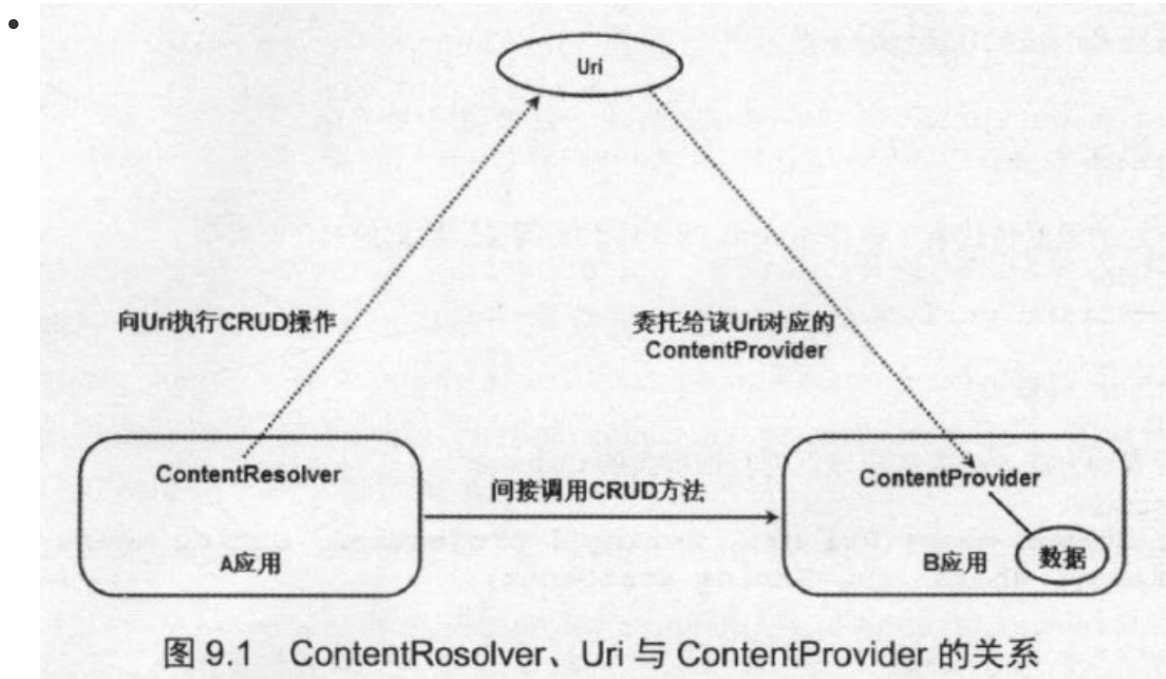 Uri
向Uri执行CRUD操作
委托给该Uri对应的
ContentProvider
ContentResolver
间接调用CRUD方法
A应用
ContentProvider
B应用
数据
图 9.1 ContentRosolver、Uri 与 ContentProvider 的关系